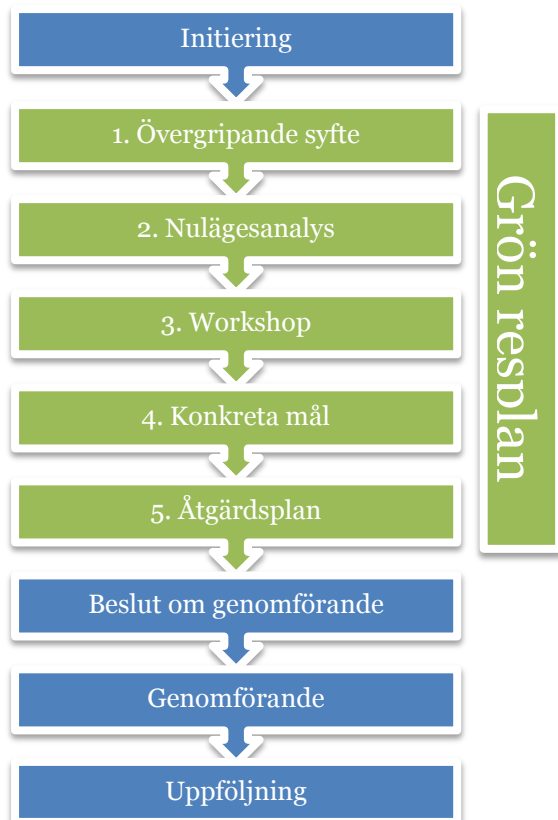 Initiering
1. Övergripande syfte
2. Nulägesanalys
3. Workshop
4. Konkreta mål
5. Åtgärdsplan
Beslut om genomförande
Genomförande
Uppföljning
Grön resplan